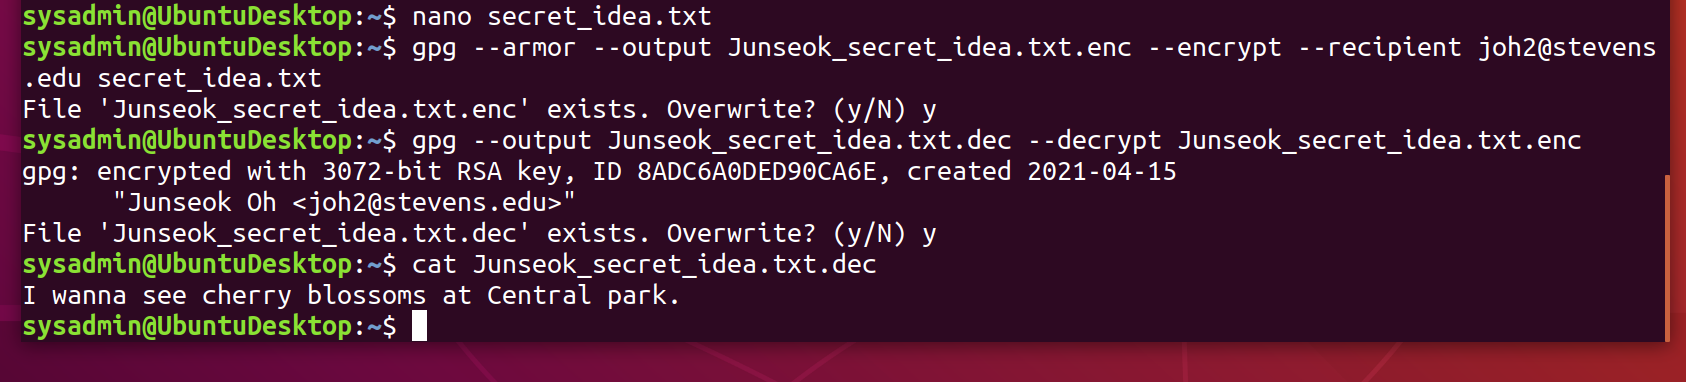 sysadmin@UbuntuDesktop:~$ nano secret_idea.txt
sysadmin@UbuntuDesktop:~$ gpg --armor --output Junseok_secret_idea.txt.enc --encrypt --recipient joh2@stevens
.edu secret_idea.txt
File 'Junseok_secret_idea.txt.enc' exists. Overwrite? (y/N) y
sysadmin@UbuntuDesktop:~$ gpg --output Junseok_secret_idea.txt.dec --decrypt Junseok_secret_idea.txt.enc
gpg: encrypted with 3072-bit RSA key, ID 8ADC6A0DED90CA6E, created 2021-04-15
      "Junseok Oh <joh2@stevens.edu>"
File 'Junseok_secret_idea.txt.dec' exists. Overwrite? (y/N) y
sysadmin@UbuntuDesktop:~$ cat Junseok_secret_idea.txt.dec
I wanna see cherry blossoms at Central park.
sysadmin@UbuntuDesktop:~$